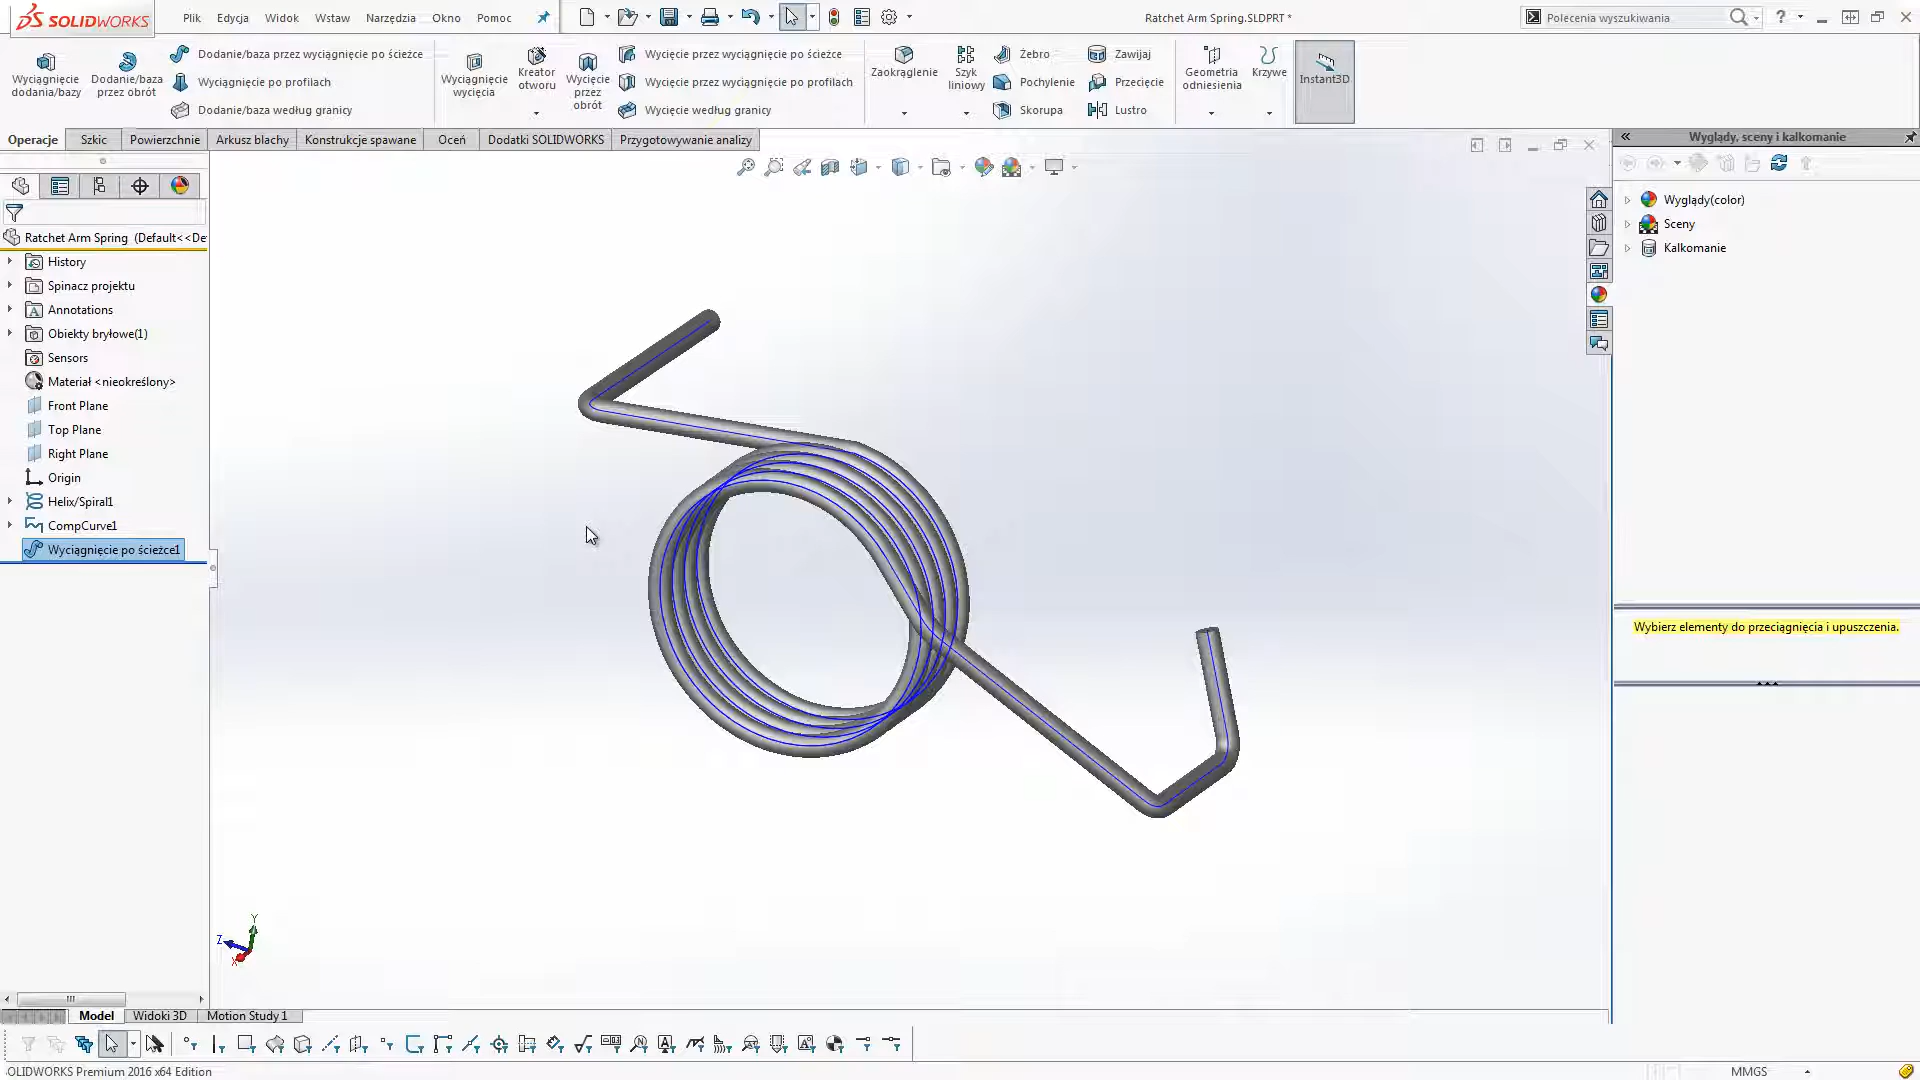 SOLIDWORKS
Plik Edycja Widok Wstaw Narzędzia Okno Pomoc
Ratchet Arm Spring.SLDPRT *
Polecenia wyszukiwania
Wyciągnięcie dodania/bazy
Dodanie/baza przez obrót
Dodanie/baza przez wyciągnięcie po ścieżce
Wyciągnięcie po profilach
Dodanie/baza według granicy
Wyciągnięcie wycięcia
Kreator otworu
Wycięcie przez obrót
Wycięcie przez wyciągnięcie po ścieżce
Wycięcie przez wyciągnięcie po profilach
Wycięcie według granicy
Zaokrąglenie
Szyk liniowy
Żebro
Pochylenie
Skorupa
Zawijaj
Przecięcie
Lustro
Geometria odniesienia
Krzywe
Instant3D
Operacje Szkic Powierzchnie Arkusz blachy Konstrukcje spawane Oceń Dodatki SOLIDWORKS Przygotowywanie analizy
Ratchet Arm Spring (Default<<De
History
Spinacz projektu
Annotations
Obiekty bryłowe(1)
Sensors
Materiał <nieokreślony>
Front Plane
Top Plane
Right Plane
Origin
Helix/Spiral1
CompCurve1
Wyciągnięcie po ścieżce1
Wyglądy, sceny i kalkomanie
Wyglądy(color)
Sceny
Kalkomanie
Wybierz elementy do przeciągnięcia i upuszczenia.
Y
Z
X
Model Widoki 3D Motion Study 1
OLIDWORKS Premium 2016 x64 Edition
MMGS